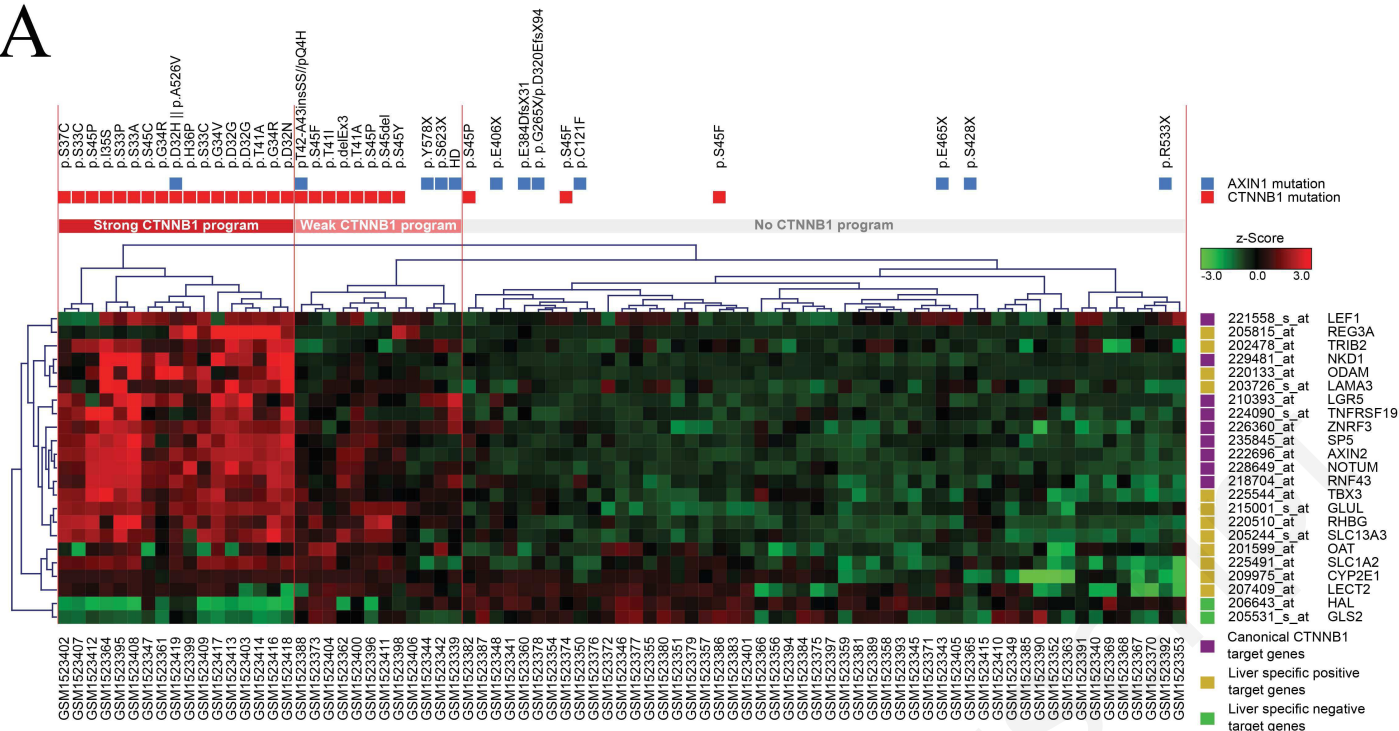 A
p.S37C
p.S33C
p.S45P
p.I35S
p.S33P
p.S33A
p.S45C
p.G34R
p.D32H || p.A526V
p.H36P
p.S33C
p.G34V
p.D32G
p.D32G
p.T41A
p.G34R
p.D32N
p.T42-A43insSS//pQ4H
p.S45F
p.T41I
p.delEx3
p.T41A
p.S45P
p.S45del
p.S45Y
p.Y578X
p.S623X
HD
p.S45P
p.E406X
p.E384DfsX31
p. p.G265X/p.D320EfsX94
p.S45F
p.C121F
p.S45F
p.E465X
p.S428X
p.R533X
AXIN1 mutation
CTNNB1 mutation
Strong CTNNB1 program
Weak CTNNB1 program
No CTNNB1 program
z-Score
-3.0 0.0 3.0
221558_s_at LEF1
205815_at REG3A
202478_at TRIB2
229481_at NKD1
220133_at ODAM
203726_s_at LAMA3
210393_at LGR5
224090_s_at TNFRSF19
226360_at ZNRF3
235845_at SP5
222696_at AXIN2
228649_at NOTUM
218704_at RNF43
225544_at TBX3
215001_s_at GLUL
220510_at RHBG
205244_s_at SLC13A3
201599_at OAT
225491_at SLC1A2
209975_at CYP2E1
207409_at LECT2
206643_at HAL
205531_s_at GLS2
Canonical CTNNB1
target genes
Liver specific positive
target genes
Liver specific negative
target genes
GSM1523402
GSM1523407
GSM1523412
GSM1523354
GSM1523395
GSM1523408
GSM1523347
GSM1523361
GSM1523419
GSM1523399
GSM1523409
GSM1523417
GSM1523413
GSM1523403
GSM1523414
GSM1523416
GSM1523418
GSM1523388
GSM1523373
GSM1523404
GSM1523362
GSM1523400
GSM1523396
GSM1523411
GSM1523398
GSM1523406
GSM1523344
GSM1523342
GSM1523339
GSM1523382
GSM1523387
GSM1523348
GSM1523341
GSM1523360
GSM1523378
GSM1523337
GSM1523374
GSM1523350
GSM1523376
GSM1523372
GSM1523346
GSM1523377
GSM1523355
GSM1523380
GSM1523351
GSM1523379
GSM1523357
GSM1523386
GSM1523383
GSM1523401
GSM1523366
GSM1523356
GSM1523394
GSM1523384
GSM1523375
GSM1523397
GSM1523359
GSM1523381
GSM1523389
GSM1523358
GSM1523393
GSM1523345
GSM1523371
GSM1523343
GSM1523405
GSM1523365
GSM1523415
GSM1523410
GSM1523349
GSM1523385
GSM1523390
GSM1523352
GSM1523363
GSM1523391
GSM1523340
GSM1523369
GSM1523368
GSM1523367
GSM1523370
GSM1523392
GSM1523353